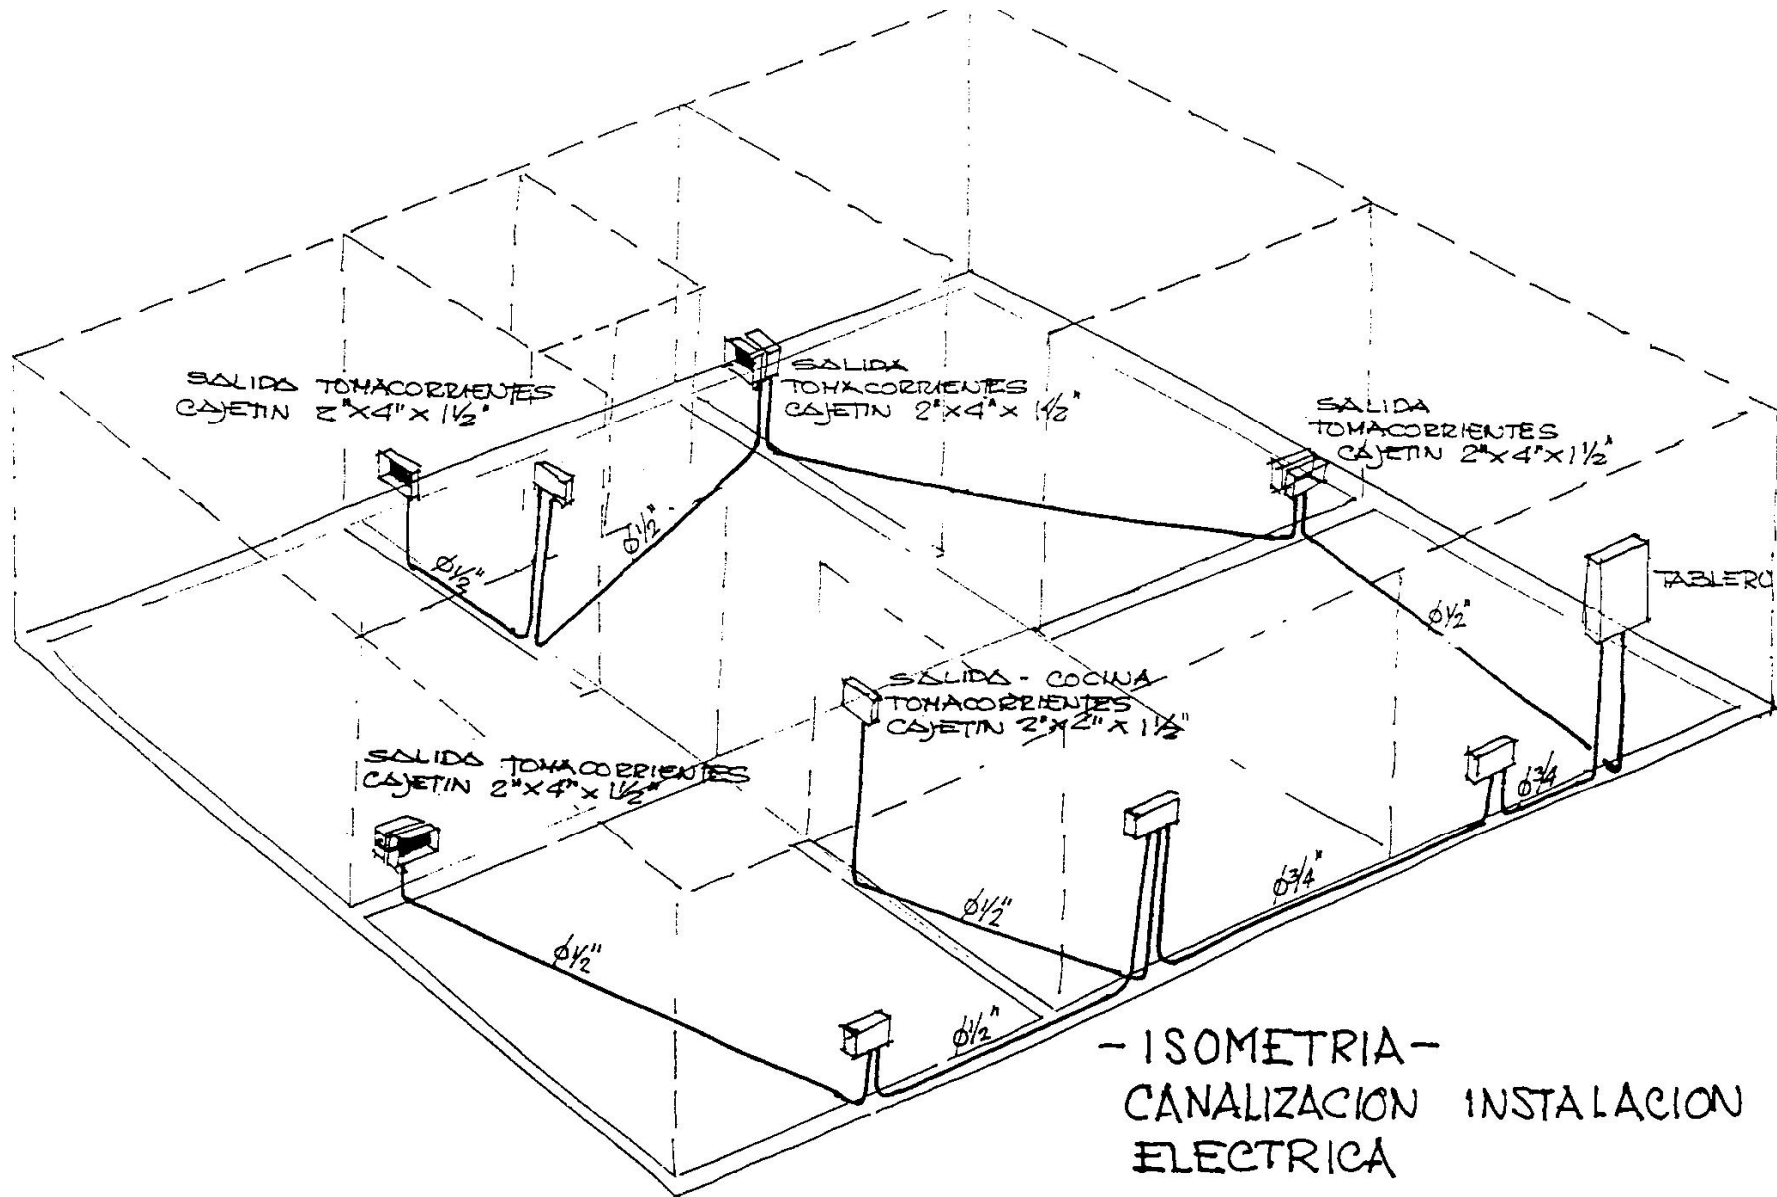 SALIDA TOMACORRIENTES
CAJETIN 2"X4"X 1½"
SALIDA
TOMACORRIENTES
CAJETIN 2"X4"X 1½"
SALIDA
TOMACORRIENTES
CAJETIN 2"X4"X1½"
TABLERO
Ø½"
Ø½"
Ø½"
SALIDA - COCINA
TOMACORRIENTES
CAJETIN 2"X2"X 1½"
SALIDA TOMACORRIENTES
CAJETIN 2"X4"X 1½"
Ø¾
Ø¾"
Ø½"
Ø½"
Ø½"
-ISOMETRIA-
CANALIZACION INSTALACION
ELECTRICA